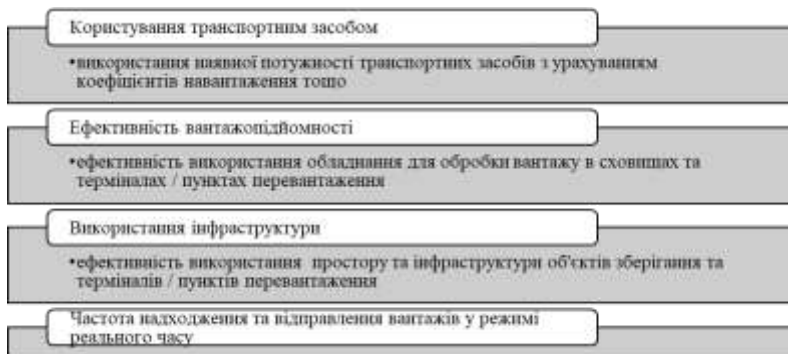 Користування транспортним засобом
•використання наявної потужності транспортних засобів з урахуванням
коефіцієнтів навантаження тощо
Ефективність вантажопідйомності
•ефективність використання обладнання для обробки вантажу в сховищах та
терміналах / пунктах перевантаження
Використання інфраструктури
•ефективність використання простору та інфраструктури об'єктів зберігання та
терміналів / пунктів перевантаження
Частота надходження та відправлення вантажів у режимі
реального часу